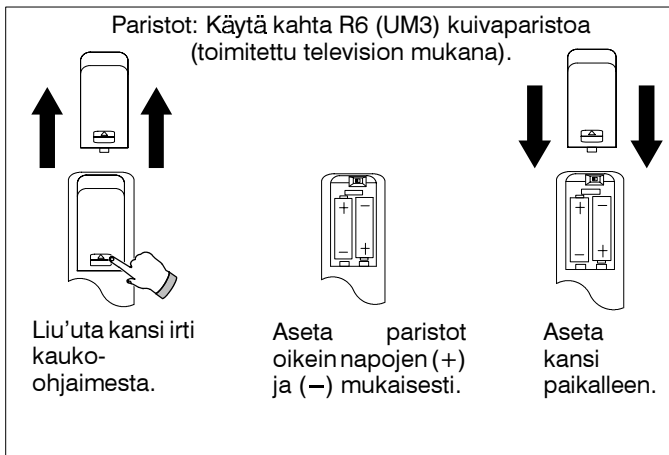 Paristot: Käytä kahta R6 (UM3) kuivaparistoa
(toimitettu television mukana).
+
−
−
+
+
−
−
+
Liu'uta kansi irti
kauko-
ohjaimesta.
Aseta paristot
oikein napojen (+)
ja (−) mukaisesti.
Aseta
kansi
paikalleen.